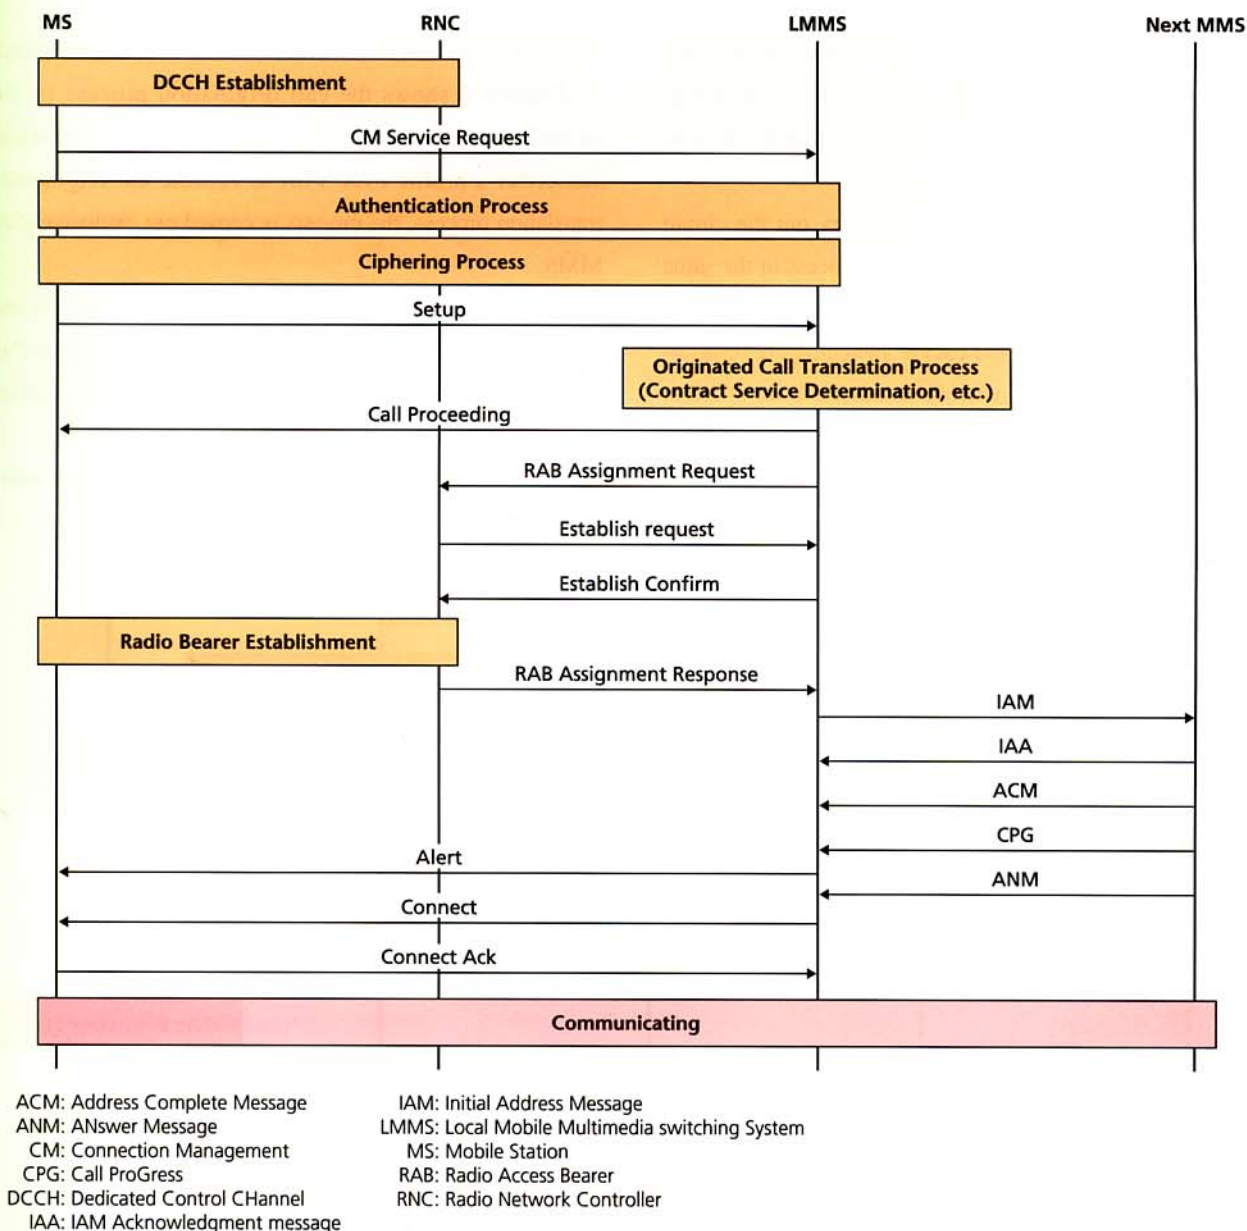 MS RNC LMMS Next MMS
DCCH Establishment
CM Service Request
Authentication Process
Ciphering Process
Setup
Originated Call Translation Process
(Contract Service Determination, etc.)
Call Proceeding
RAB Assignment Request
Establish request
Establish Confirm
Radio Bearer Establishment
RAB Assignment Response
IAM
IAA
ACM
CPG
Alert
ANM
Connect
Connect Ack
Communicating
ACM: Address Complete Message
ANM: ANswer Message
CM: Connection Management
CPG: Call ProGress
DCCH: Dedicated Control CHannel
IAA: IAM Acknowledgment message
IAM: Initial Address Message
LMMS: Local Mobile Multimedia switching System
MS: Mobile Station
RAB: Radio Access Bearer
RNC: Radio Network Controller